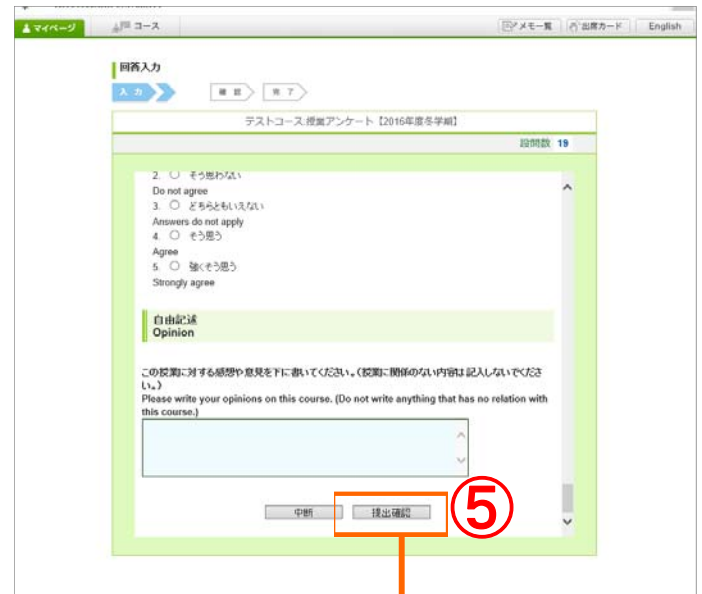 マイページ コース メモ一覧 出席カード English
回答入力
入 力 確 認 完 了
テストコース:授業アンケート【2016年度冬学期】
設問数 19
2. そう思わない
Do not agree
3. どちらともいえない
Answers do not apply
4. そう思う
Agree
5. 強くそう思う
Strongly agree
自由記述
Opinion
この授業に対する感想や意見を下に書いてください。(授業に関係のない内容は記入しないでくださ
い。)
Please write your opinions on this course. (Do not write anything that has no relation with
this course.)
中断 提出確認 ⑤